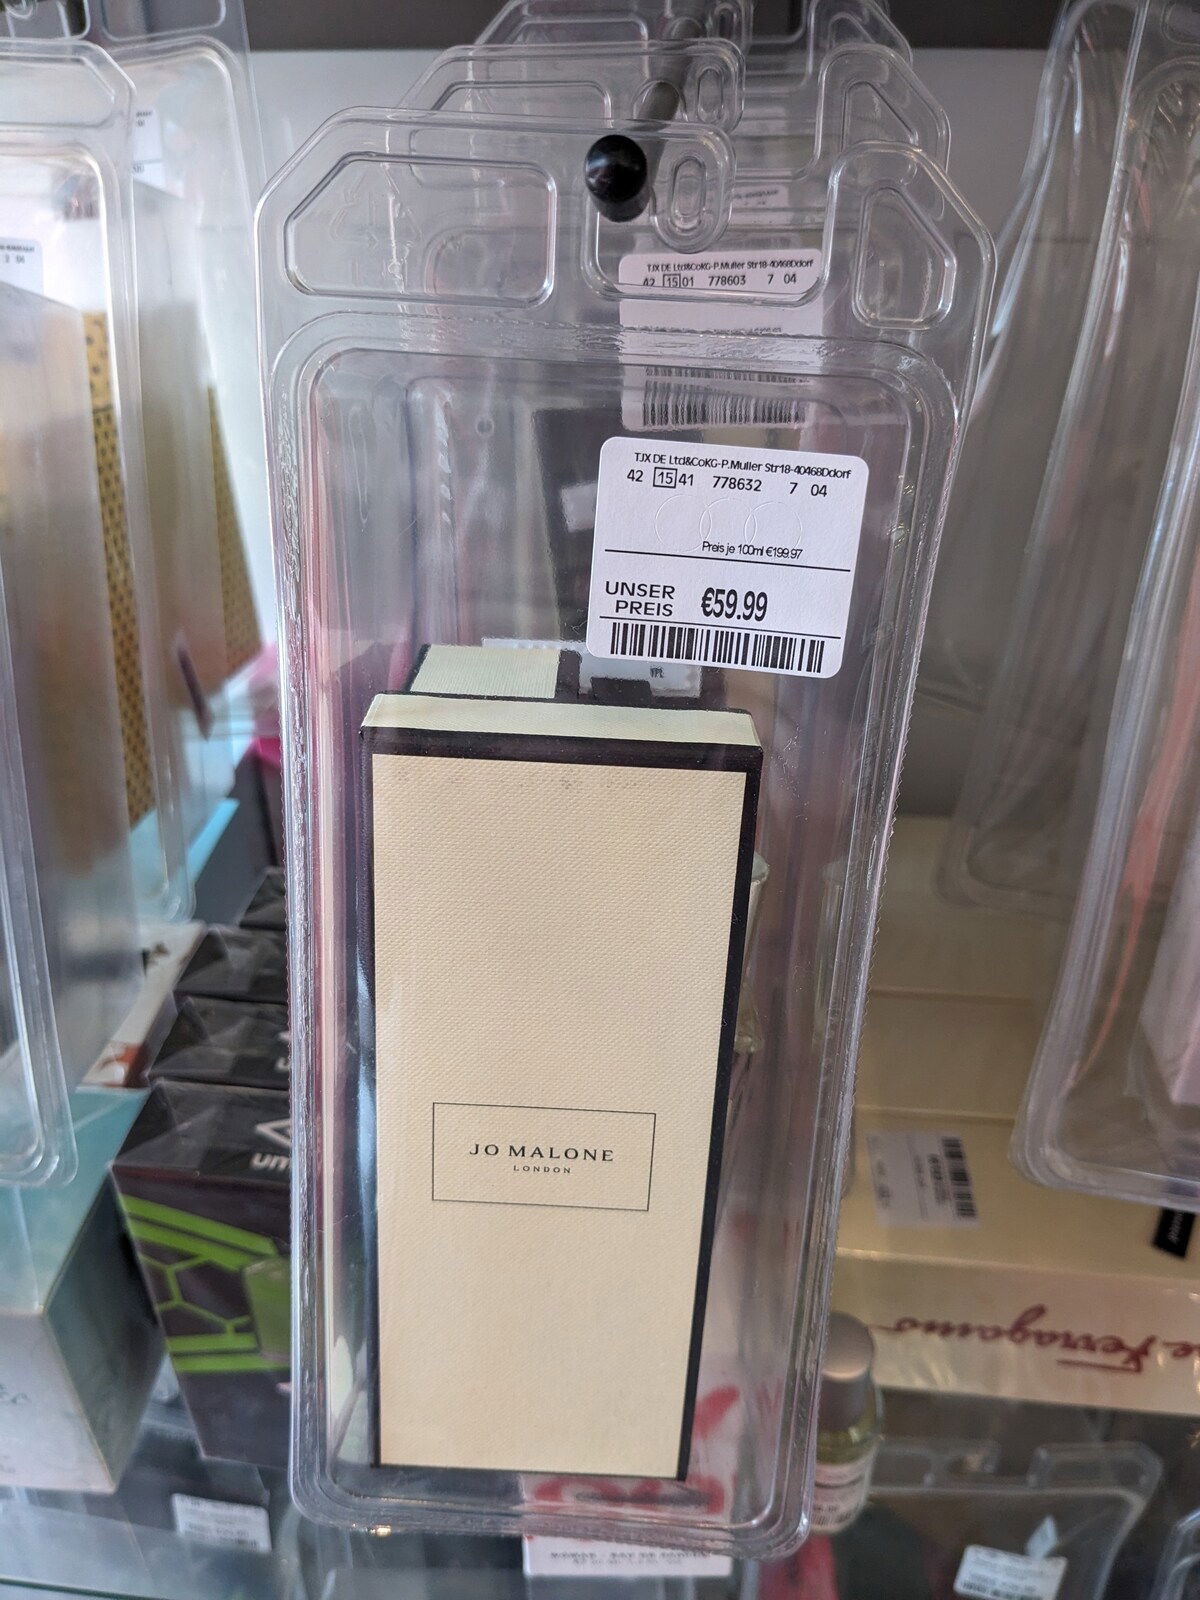 TJX DE Ltd&CoKG-P.Muller Str18-40468Ddorf
42 15 01 778603 7 04
TJX DE Ltd&CoKG-P.Muller Str18-40468Ddorf
42 15 41 778632 7 04
Preis je 100ml €199.97
UNSER
PREIS €59.99
JO MALONE
LONDON
um
Ferragamo